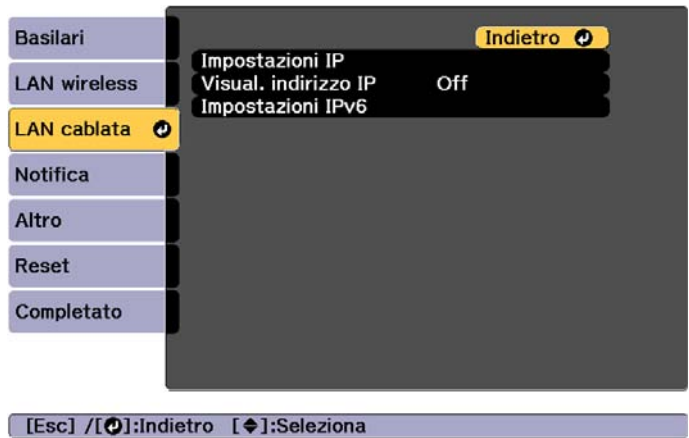 Basilari
LAN wireless
LAN cablata
Notifica
Altro
Reset
Completato
Indietro
Impostazioni IP
Visual. indirizzo IP Off
Impostazioni IPv6
[Esc] /[⏎]:Indietro [◆]:Seleziona